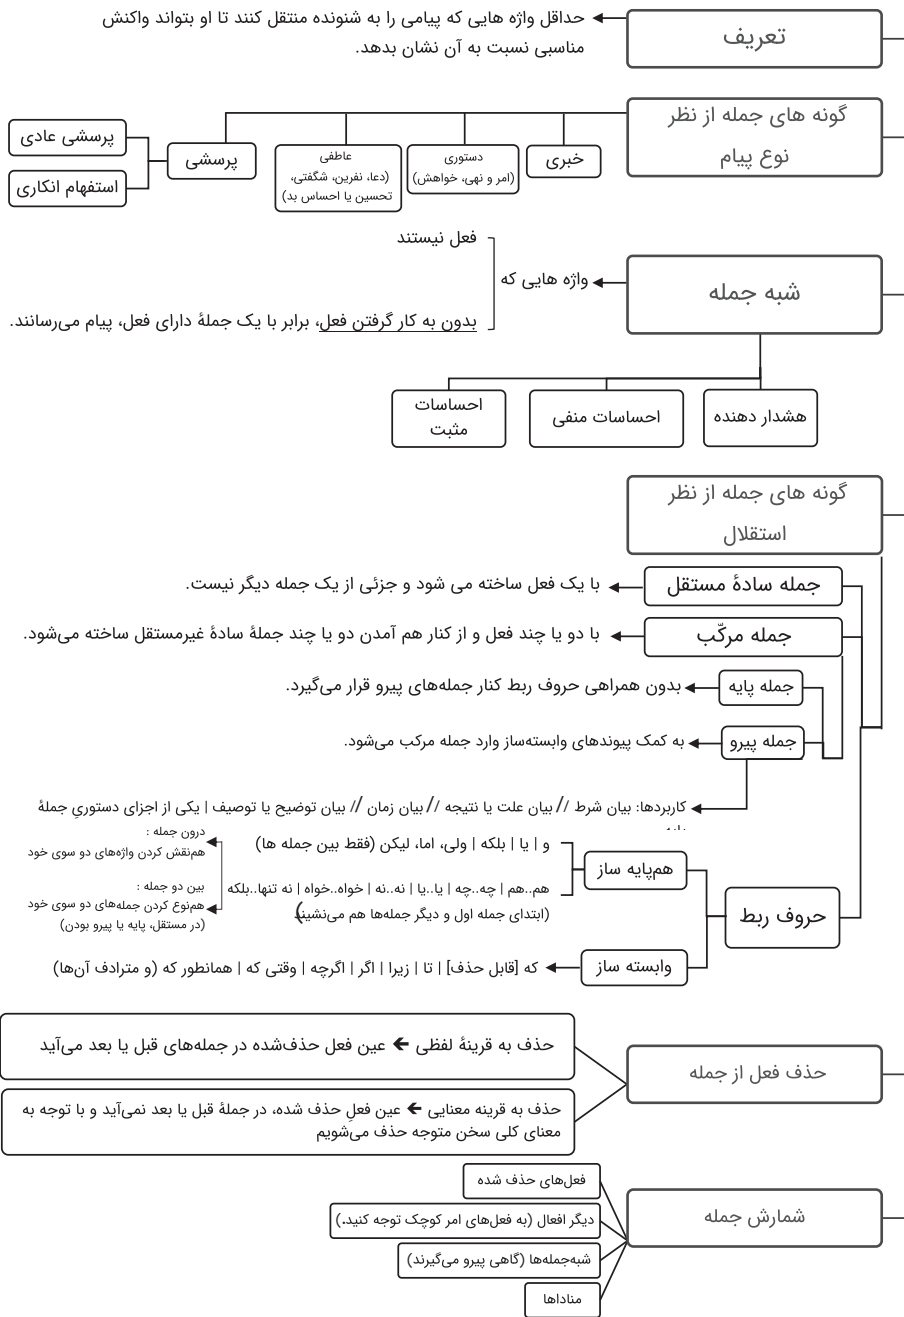 تعریف
حداقل واژه هایی که پیامی را به شنونده منتقل کنند تا او بتواند واکنش
مناسبی نسبت به آن نشان بدهد.
گونه های جمله از نظر
نوع پیام
خبری
دستوری
(امر و نهی، خواهش)
عاطفی
(دعا، نفرین، شگفتی،
تحسین یا احساس بد)
پرسشی
پرسشی عادی
استفهام انکاری
شبه جمله
واژه هایی که
فعل نیستند
بدون به کار گرفتن فعل، برابر با یک جملهٔ دارای فعل، پیام می‌رسانند.
هشدار دهنده
احساسات منفی
احساسات
مثبت
گونه های جمله از نظر
استقلال
جمله سادهٔ مستقل
با یک فعل ساخته می شود و جزئی از یک جمله دیگر نیست.
جمله مرکّب
با دو یا چند فعل و از کنار هم آمدن دو یا چند جملهٔ سادهٔ غیرمستقل ساخته می‌شود.
جمله پایه
بدون همراهی حروف ربط کنار جمله‌های پیرو قرار می‌گیرد.
جمله پیرو
به کمک پیوندهای وابسته‌ساز وارد جمله مرکب می‌شود.
کاربردها: بیان شرط // بیان علت یا نتیجه // بیان زمان // بیان توضیح یا توصیف | یکی از اجزای دستوریِ جملهٔ
حروف ربط
هم‌پایه ساز
و | یا | بلکه | ولی، اما، لیکن (فقط بین جمله ها)
هم..هم | چه..چه | یا..یا | نه..نه | خواه..خواه | نه تنها..بلکه
(ابتدای جمله اول و دیگر جمله‌ها هم می‌نشیند)
درون جمله :
هم‌نقش کردن واژه‌های دو سوی خود
بین دو جمله :
هم‌نوع کردن جمله‌های دو سوی خود
(در مستقل، پایه یا پیرو بودن)
وابسته ساز
که [قابل حذف] | تا | زیرا | اگر | اگرچه | وقتی که | همانطور که (و مترادف آن‌ها)
حذف فعل از جمله
حذف به قرینهٔ لفظی ← عین فعل حذف‌شده در جمله‌های قبل یا بعد می‌آید
حذف به قرینه معنایی ← عین فعلِ حذف شده، در جملهٔ قبل یا بعد نمی‌آید و با توجه به
معنای کلی سخن متوجه حذف می‌شویم
شمارش جمله
فعل‌های حذف شده
دیگر افعال (به فعل‌های امر کوچک توجه کنید.)
شبه‌جمله‌ها (گاهی پیرو می‌گیرند)
مناداها